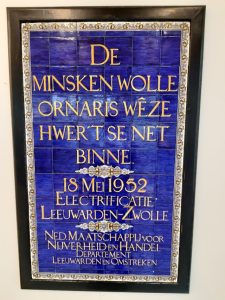 DE
MINSKEN WOLLE
ORNARIS WÊZE
HWER'T SE NET
BINNE.
18 MEI 1952
ELECTRIFICATIE
LEEUWARDEN-ZWOLLE
NED. MAATSCHAPPIJ VOOR
NIJVERHEID EN HANDEL
DEPARTEMENT
LEEUWARDEN EN OMSTREKEN